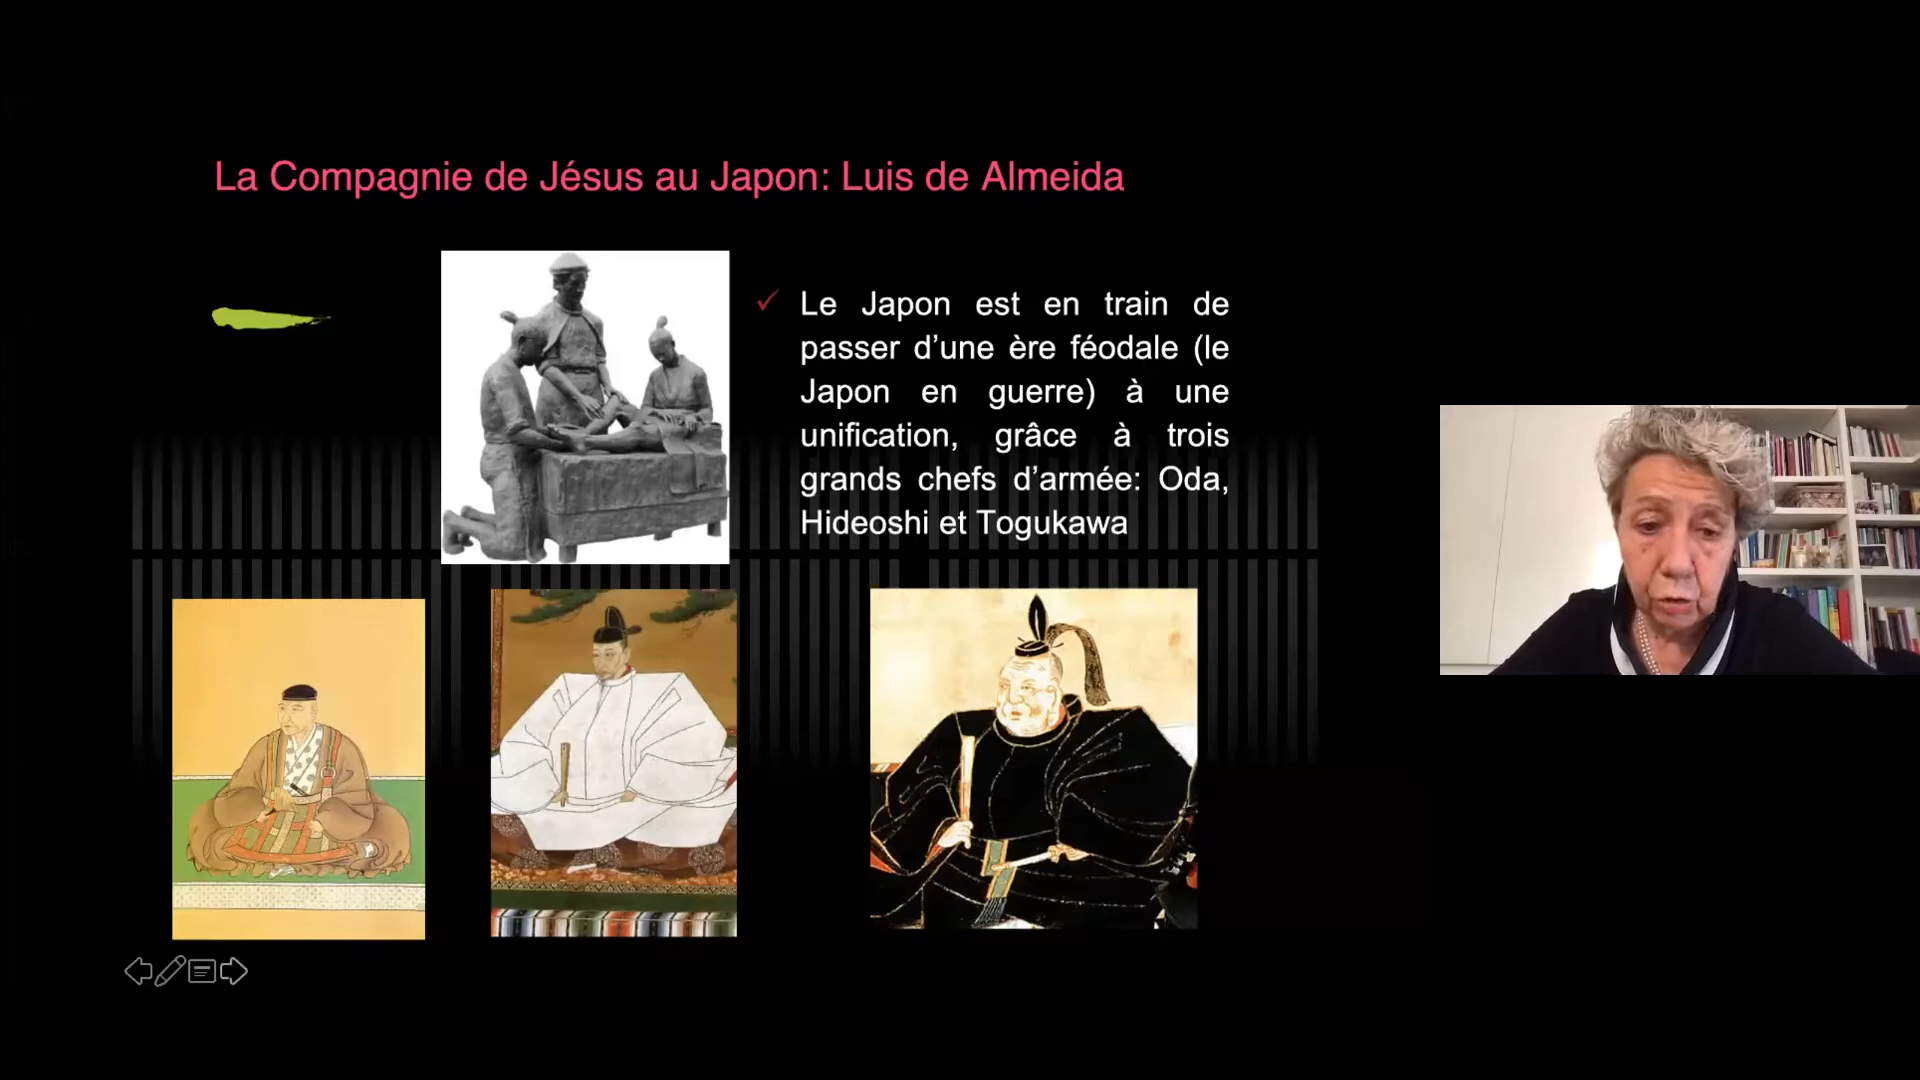 La Compagnie de Jésus au Japon: Luis de Almeida
✓ Le Japon est en train de
passer d’une ère féodale (le
Japon en guerre) à une
unification, grâce à trois
grands chefs d’armée: Oda,
Hideoshi et Togukawa